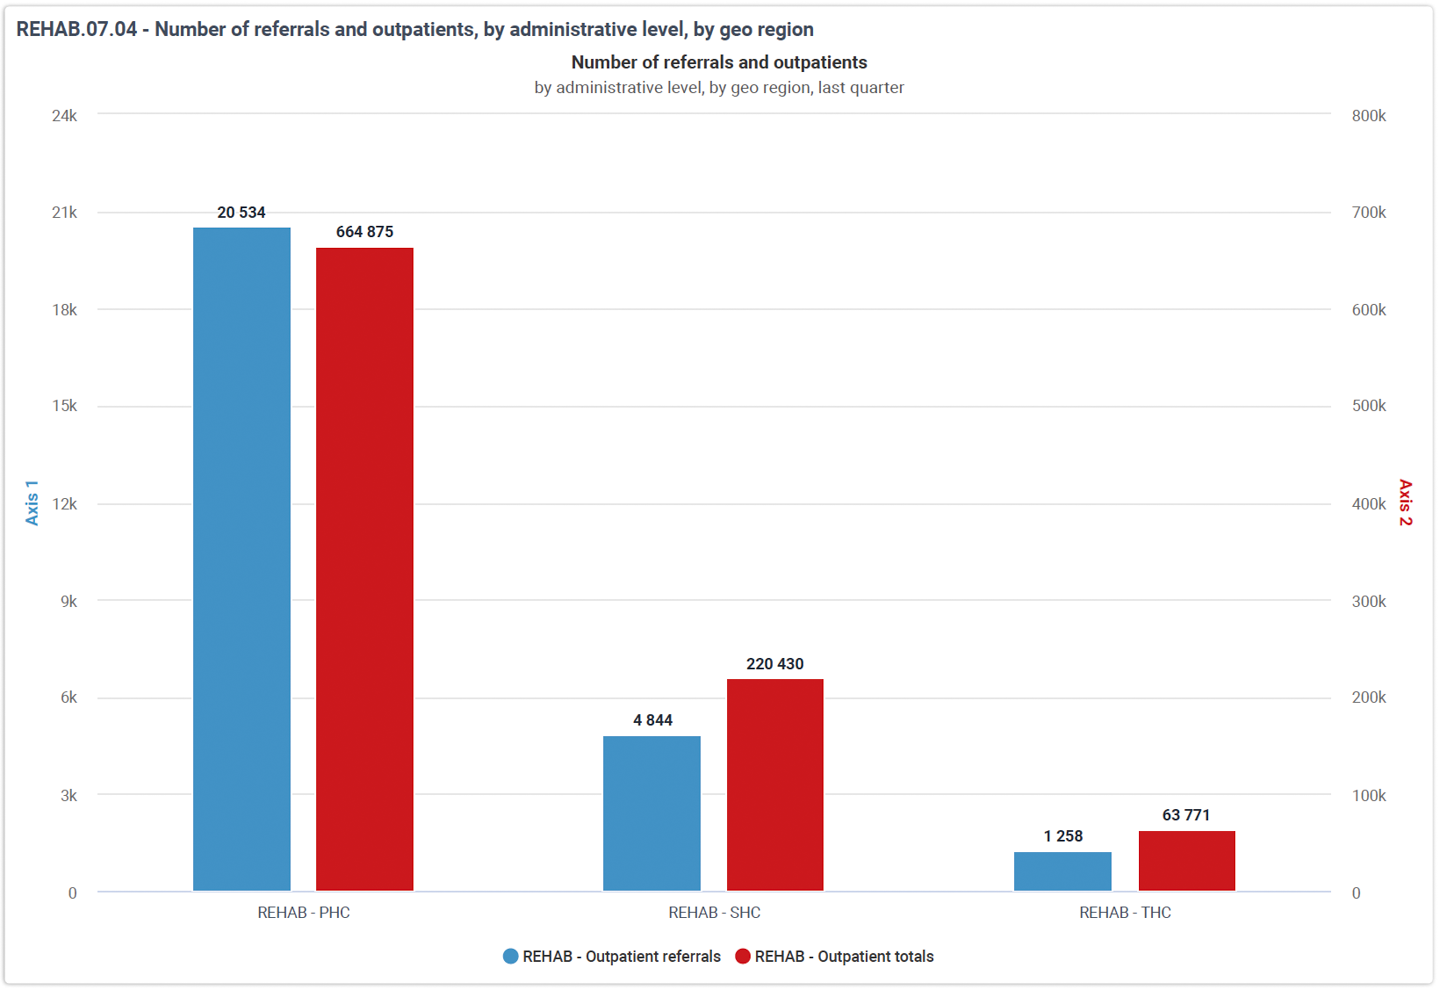 REHAB.07.04 - Number of referrals and outpatients, by administrative level, by geo region
Number of referrals and outpatients
by administrative level, by geo region, last quarter
24k
800k
21k
700k
18k
600k
15k
500k
12k
400k
9k
300k
6k
200k
3k
100k
0
0
Axis 1
Axis 2
20 534
664 875
4 844
220 430
1 258
63 771
REHAB - PHC
REHAB - SHC
REHAB - THC
REHAB - Outpatient referrals
REHAB - Outpatient totals